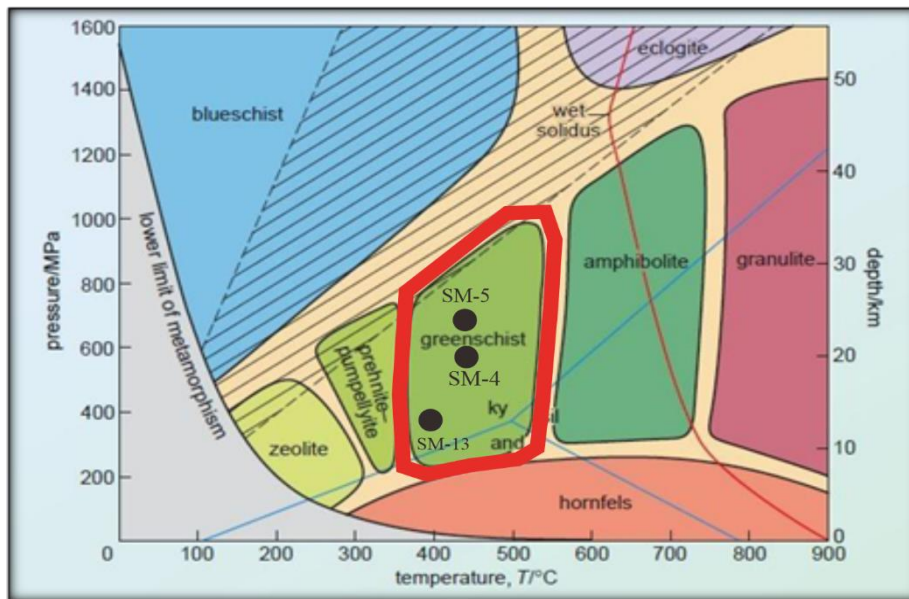 1600
1400
1200
1000
800
600
400
200
pressure/MPa
50
40
30
20
10
0
depth/km
0
100
200
300
400
500
600
700
800
900
temperature, T/°C
lower limit of metamorphism
blueschist
eclogite
wet
solidus
zeolite
prehnite–
pumpellyite
SM-5
greenschist
SM-4
SM-13
ky
sil
and
amphibolite
granulite
hornfels